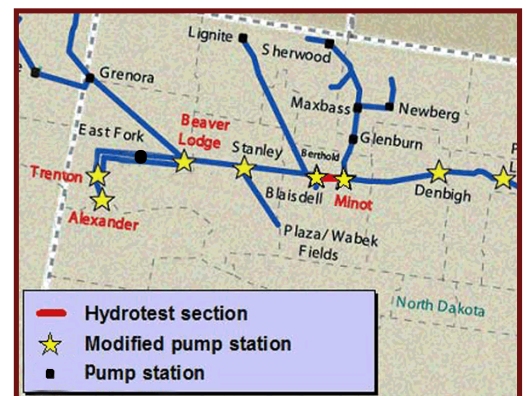 Lignite
Sherwood
e
Grenora
Maxbass
Newberg
Beaver
Lodge
East Fork
Glenburn
Stanley
Berthold
Trenton
Blaisdell
Minot
Denbigh
Alexander
Plaza/Wabek
Fields
North Dakota
Hydrotest section
Modified pump station
Pump station